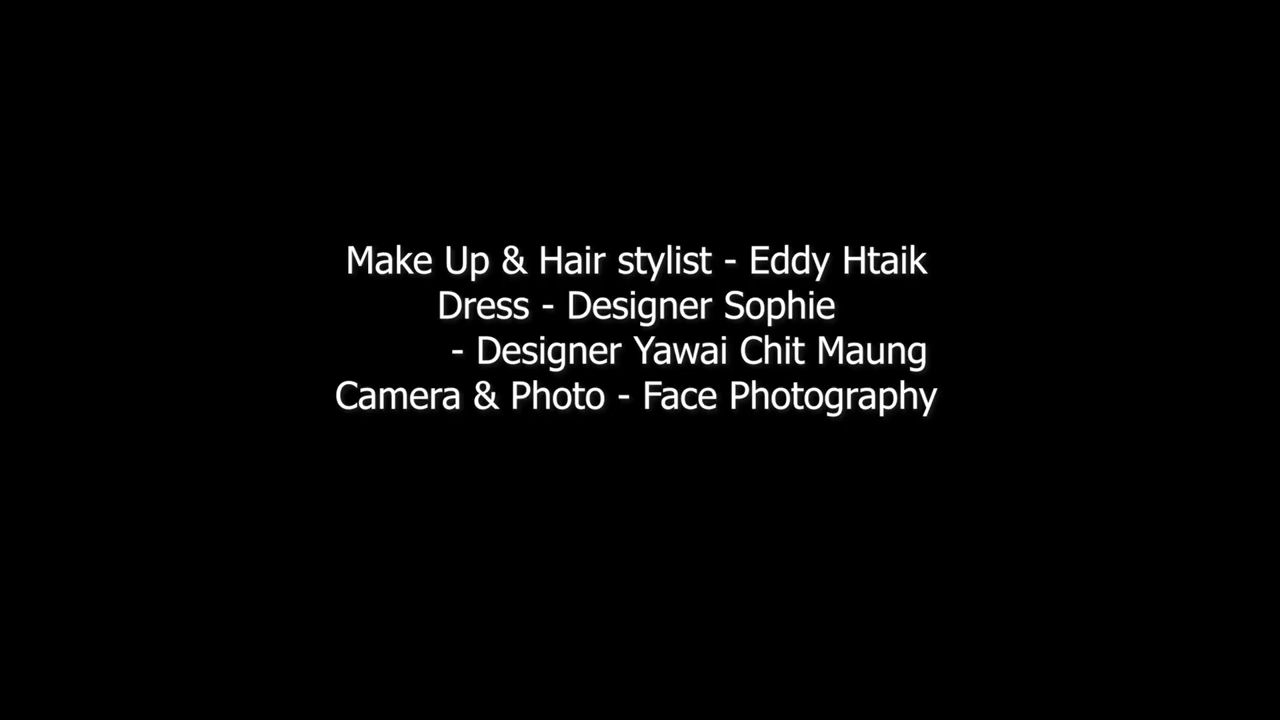 Make Up & Hair stylist - Eddy Htaik
Dress - Designer Sophie
- Designer Yawai Chit Maung
Camera & Photo - Face Photography